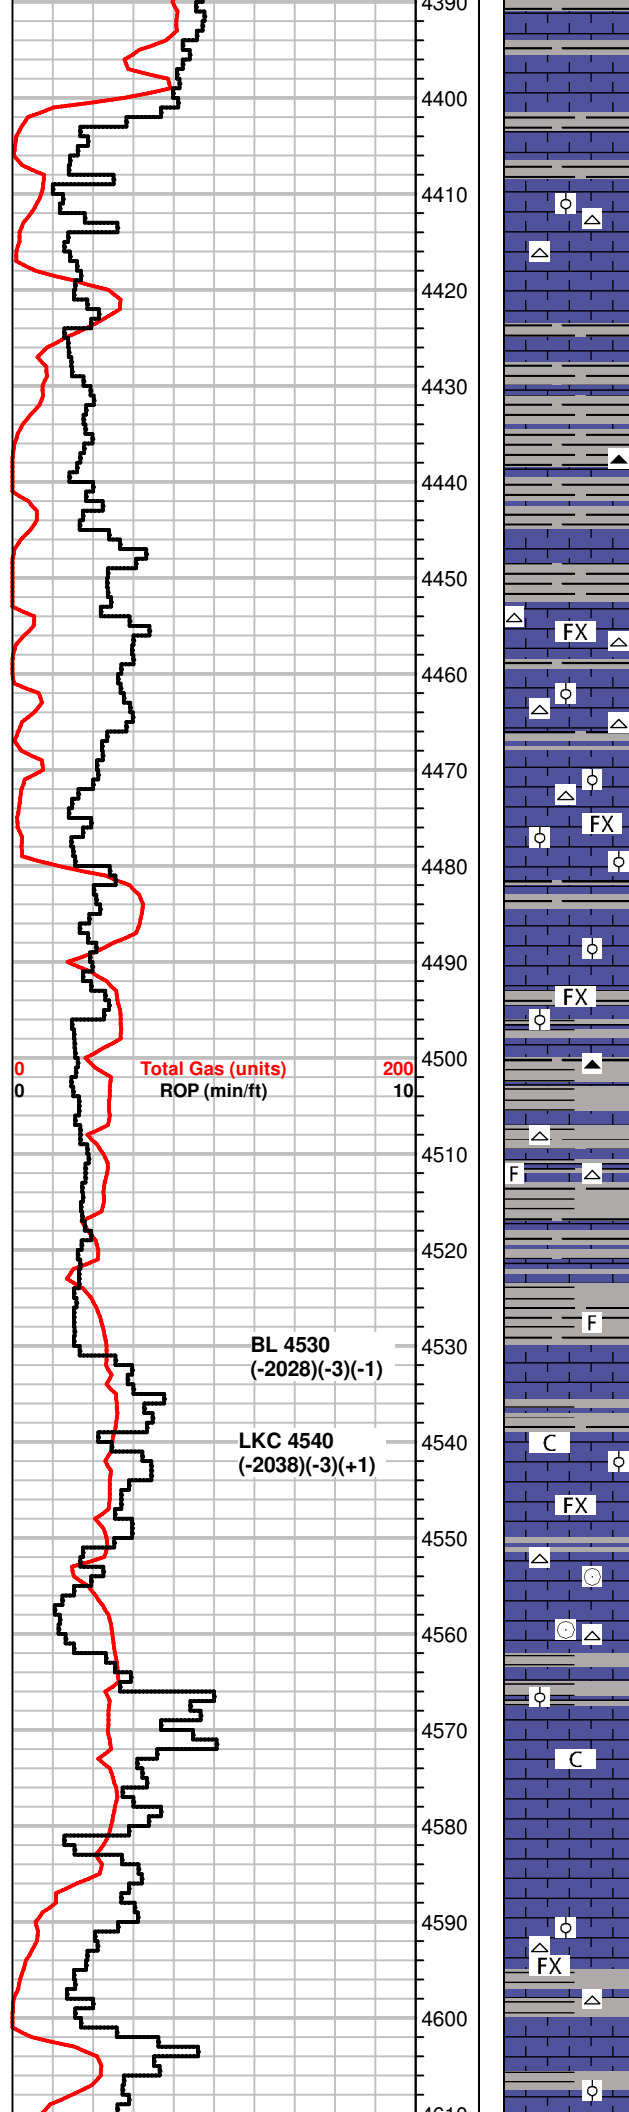 4390
4400
4410
4420
4430
4440
4450
FX
4460
4470
FX
4480
4490
FX
0 Total Gas (units) 200 4500
0 ROP (min/ft) 10
4510
F
4520
F
BL 4530 4530
(-2028)(-3)(-1)
LKC 4540 4540 C
(-2038)(-3)(+1)
FX
4550
4560
4570
C
4580
4590
FX
4600
4610